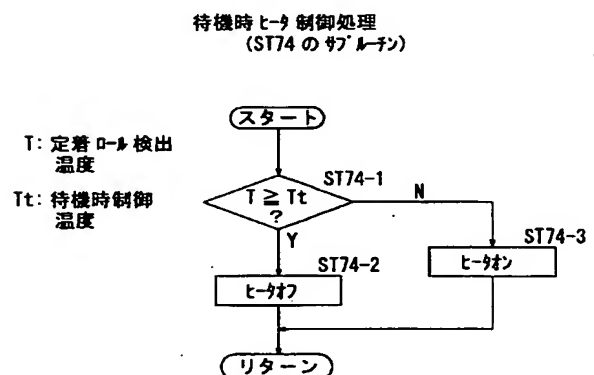 待機時ヒータ制御処理
(ST74 のサブルーチン)
スタート
T: 定着ロール検出
温度
Tt: 待機時制御
温度
ST74-1
T ≧ Tt
?
N
Y
ST74-2
ヒータオフ
ST74-3
ヒータオン
リターン